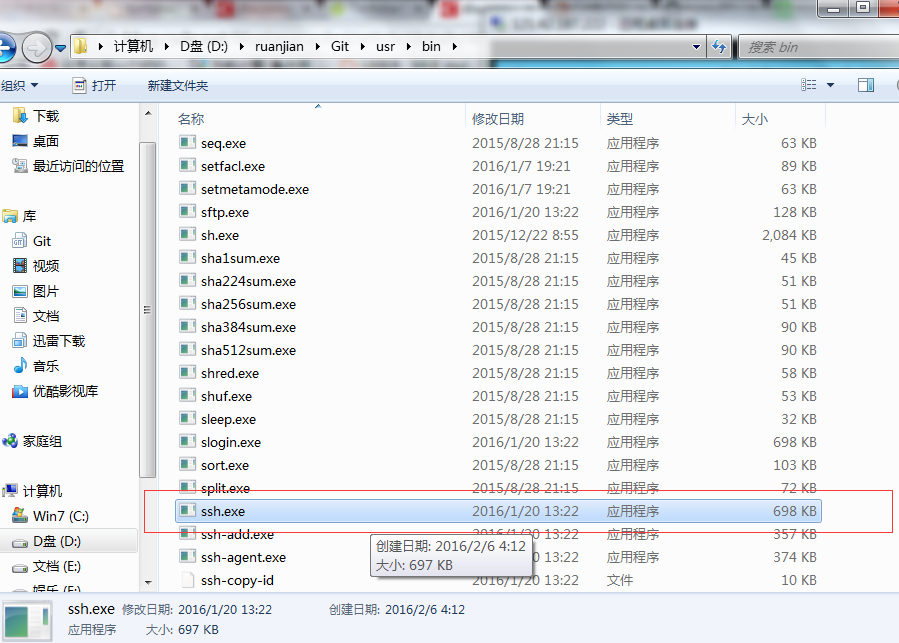 计算机 D盘 (D:) ruanjian Git usr bin
搜索 bin
组织 打开 新建文件夹
下载
桌面
最近访问的位置
库
Git
视频
图片
文档
迅雷下载
音乐
优酷影视库
家庭组
计算机
Win7 (C:)
D盘 (D:)
文档 (E:)
名称 修改日期 类型 大小
seq.exe 2015/8/28 21:15 应用程序 63 KB
setfacl.exe 2016/1/7 19:21 应用程序 89 KB
setmetamode.exe 2016/1/7 19:21 应用程序 63 KB
sftp.exe 2016/1/20 13:22 应用程序 128 KB
sh.exe 2015/12/22 8:55 应用程序 2,084 KB
sha1sum.exe 2015/8/28 21:15 应用程序 45 KB
sha224sum.exe 2015/8/28 21:15 应用程序 51 KB
sha256sum.exe 2015/8/28 21:15 应用程序 51 KB
sha384sum.exe 2015/8/28 21:15 应用程序 90 KB
sha512sum.exe 2015/8/28 21:15 应用程序 90 KB
shred.exe 2015/8/28 21:15 应用程序 58 KB
shuf.exe 2015/8/28 21:15 应用程序 53 KB
sleep.exe 2015/8/28 21:15 应用程序 32 KB
slogin.exe 2016/1/20 13:22 应用程序 698 KB
sort.exe 2015/8/28 21:15 应用程序 103 KB
split.exe 2015/8/28 21:15 应用程序 72 KB
ssh.exe 2016/1/20 13:22 应用程序 698 KB
ssh-add.exe 2016/1/20 13:22 应用程序 357 KB
ssh-agent.exe 13:22 应用程序 374 KB
ssh-copy-id 2016/1/20 13:22 文件 10 KB
创建日期: 2016/2/6 4:12
大小: 697 KB
ssh.exe 修改日期: 2016/1/20 13:22 创建日期: 2016/2/6 4:12
应用程序 大小: 697 KB